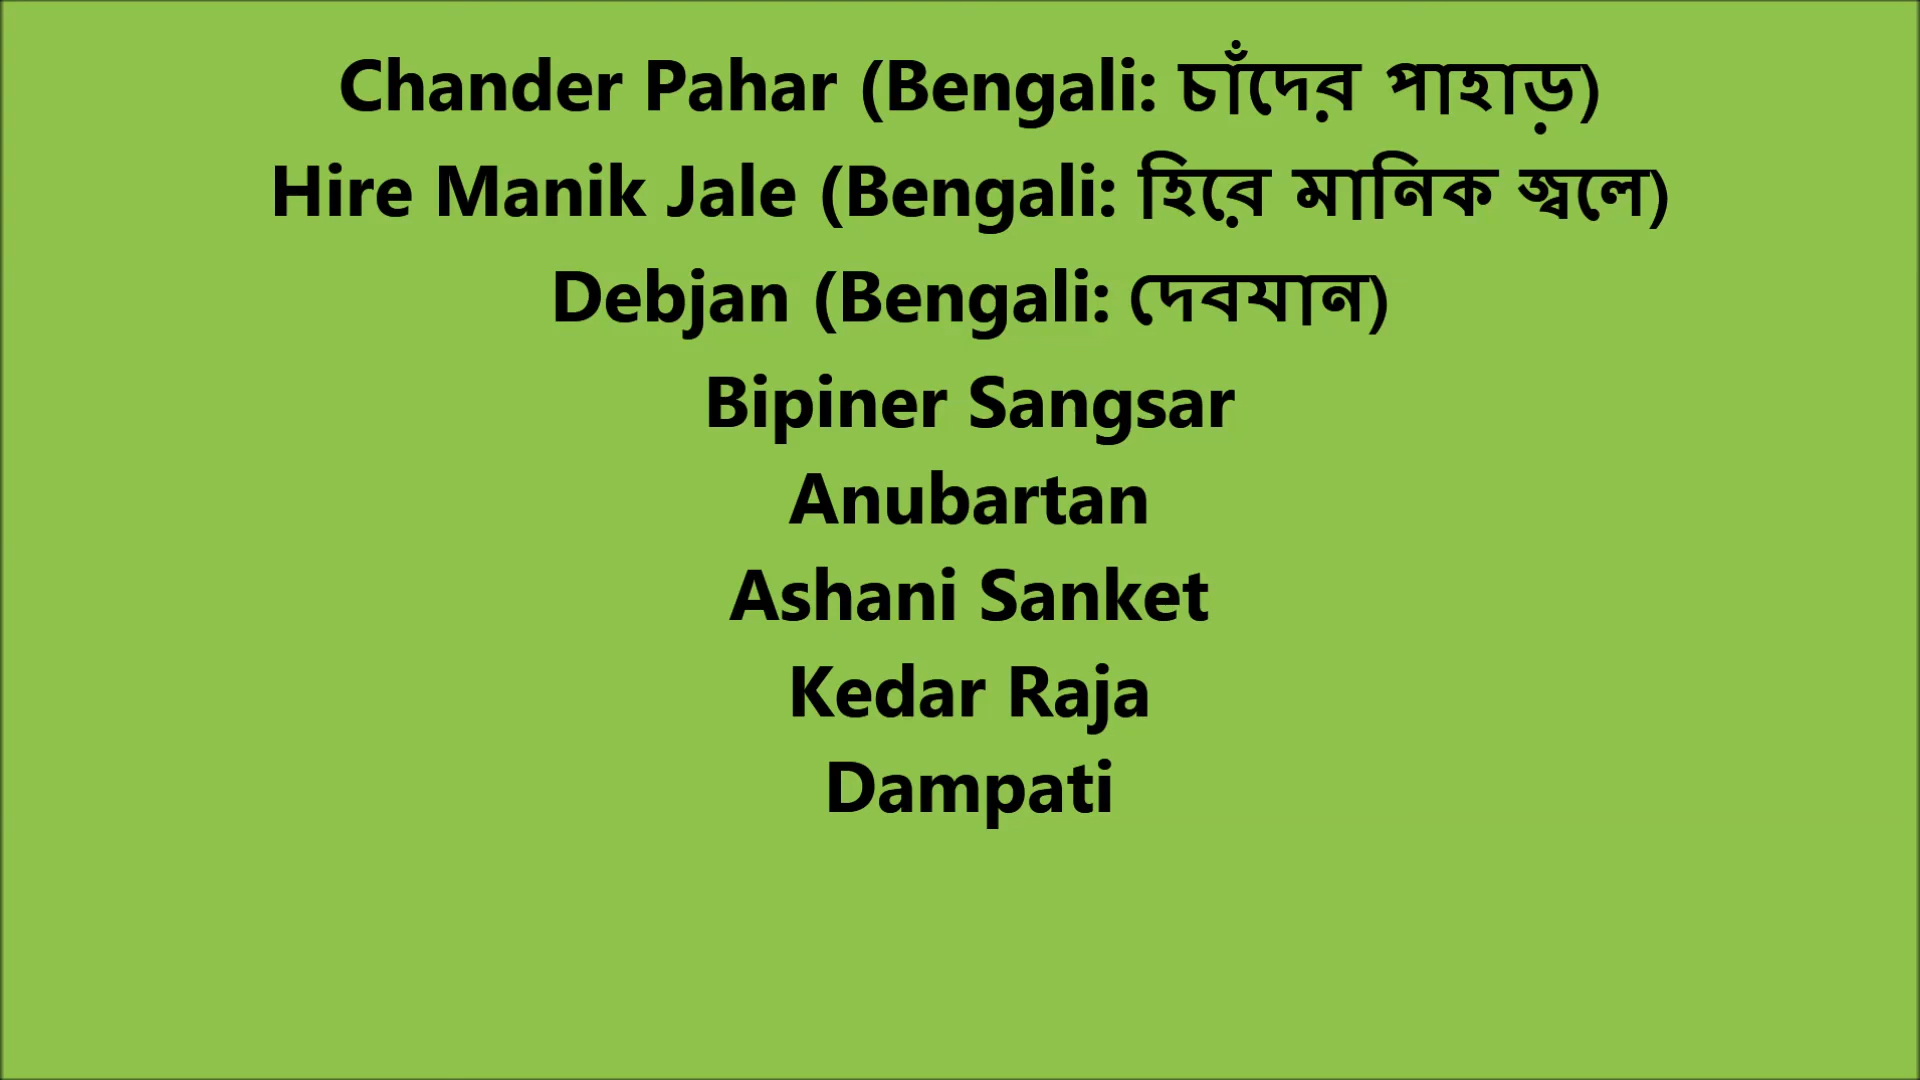 Chander Pahar (Bengali: চাঁদের পাহাড়)
Hire Manik Jale (Bengali: হিরে মানিক জ্বলে)
Debjan (Bengali: দেবযান)
Bipiner Sangsar
Anubartan
Ashani Sanket
Kedar Raja
Dampati